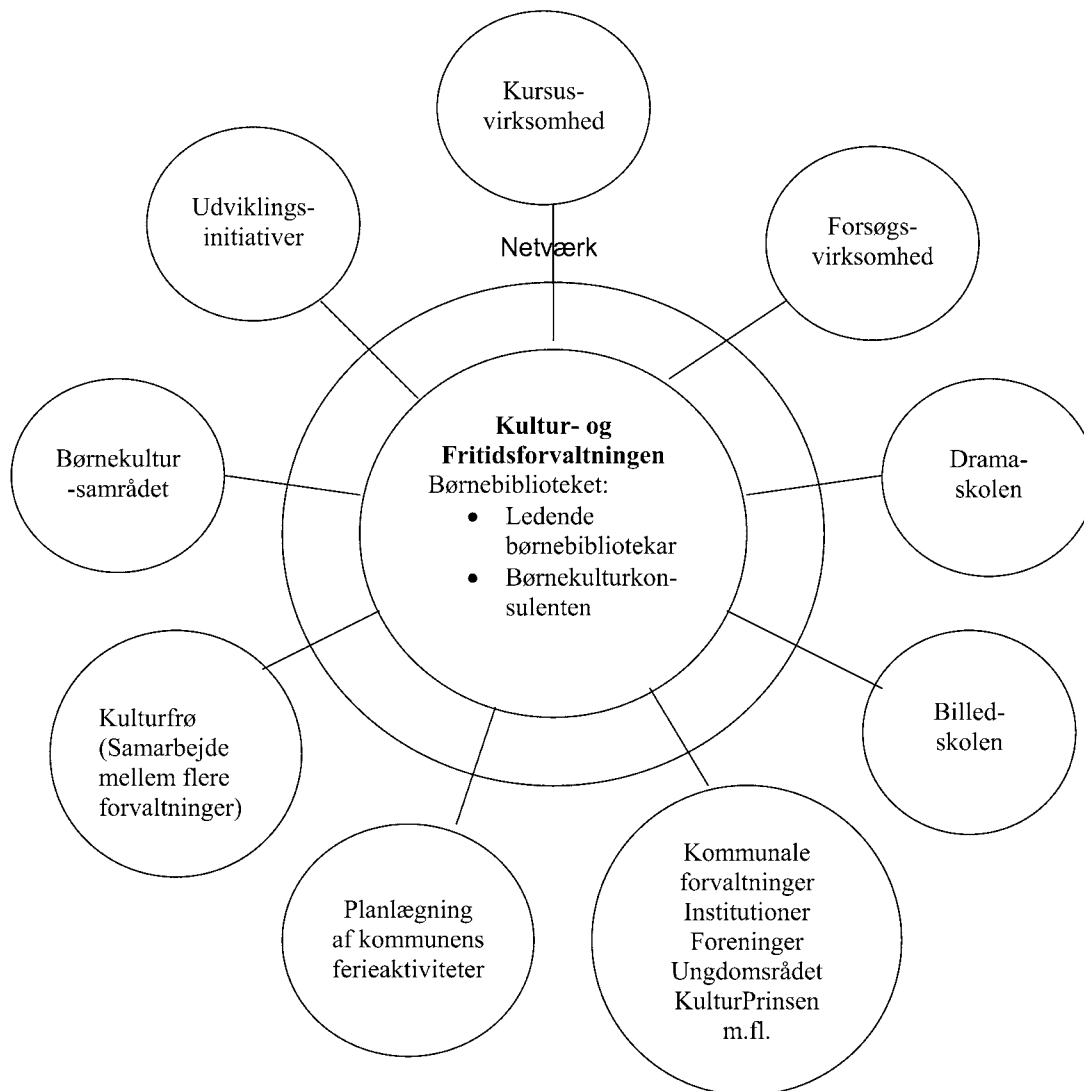 Kursus-
virksomhed
Udviklings-
initiativer
Forsøgs-
virksomhed
Netværk
Kultur- og
Fritidsforvaltningen
Børnebiblioteket:
• Ledende
børnebibliotekar
• Børnekulturkon-
sulenten
Børnekultur
-samrådet
Drama-
skolen
Kulturfrø
(Samarbejde
mellem flere
forvaltninger)
Billed-
skolen
Planlægning
af kommunens
ferieaktiviteter
Kommunale
forvaltninger
Institutioner
Foreninger
Ungdomsrådet
KulturPrinsen
m.fl.